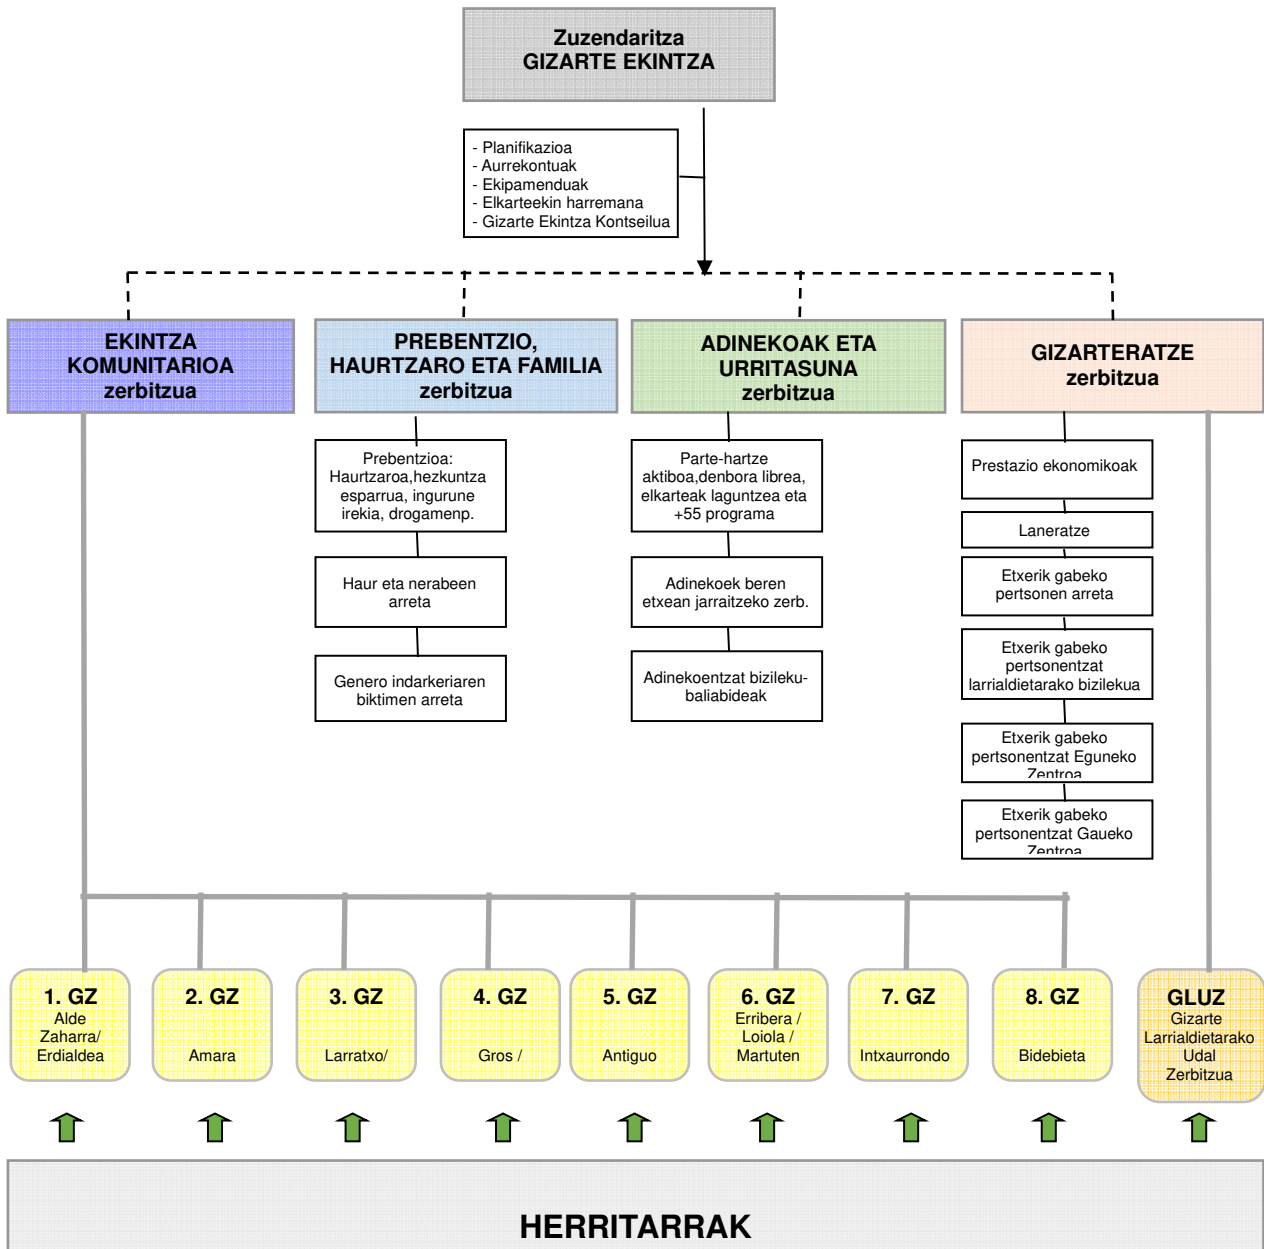 Zuzendaritza
GIZARTE EKINTZA
- Planifikazioa
- Aurrekontuak
- Ekipamenduak
- Elkarteekin harremana
- Gizarte Ekintza Kontseilua
EKINTZA
KOMUNITARIOA
zerbitzua
PREBENTZIO,
HAURTZARO ETA FAMILIA
zerbitzua
ADINEKOAK ETA
URRITASUNA
zerbitzua
GIZARTERATZE
zerbitzua
Prebentzioa:
Haurtzaroa,hezkuntza
esparrua, ingurune
irekia, drogamenp.
Haur eta nerabeen
arreta
Genero indarkeriaren
biktimen arreta
Parte-hartze
aktiboa,denbora librea,
elkarteak laguntzea eta
+55 programa
Adinekoek beren
etxean jarraitzeko zerb.
Adinekoentzat bizileku-
baliabideak
Prestazio ekonomikoak
Laneratze
Etxerik gabeko
pertsonen arreta
Etxerik gabeko
pertsonentzat
larrialdietarako bizilekua
Etxerik gabeko
pertsonentzat Eguneko
Zentroa
Etxerik gabeko
pertsonentzat Gaueko
Zentroa
1. GZ
Alde
Zaharra/
Erdialdea
2. GZ
Amara
3. GZ
Larratxo/
4. GZ
Gros /
5. GZ
Antiguo
6. GZ
Erribera /
Loiola /
Martuten
7. GZ
Intxaurrondo
8. GZ
Bidebieta
GLUZ
Gizarte
Larrialdietarako
Udal
Zerbitzua
HERRITARRAK